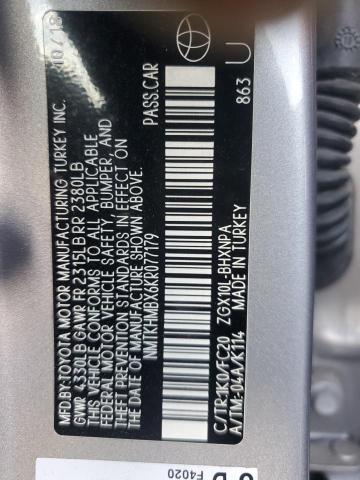 MFD.BY:TOYOTA MOTOR MANUFACTURING TURKEY INC. 10/18
GVWR 4330LB GAWR FR 2315LB RR 2380LB
THIS VEHICLE CONFORMS TO ALL APPLICABLE
FEDERAL MOTOR VEHICLE SAFETY, BUMPER, AND
THEFT PREVENTION STANDARDS IN EFFECT ON
THE DATE OF MANUFACTURE SHOWN ABOVE.
NMTKHMBX6KR077179 PASS.CAR
C/TR:1K0/FC20 ZGX10L-BHXNPA 863 U
A/TM:-04A/K114
MADE IN TURKEY
F4020